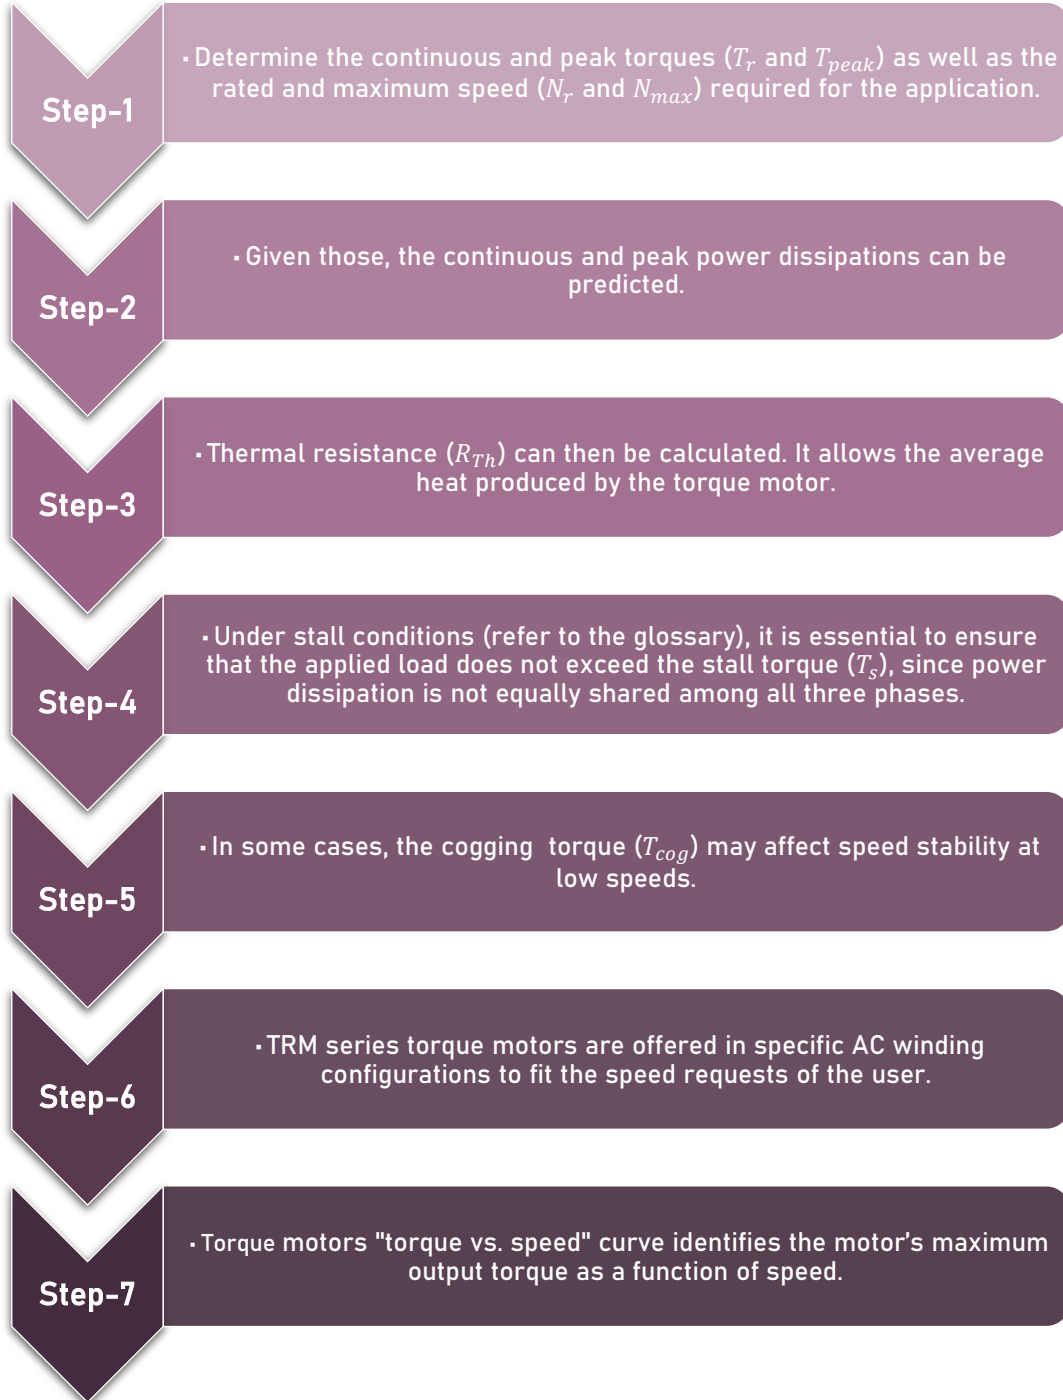 Step-1
▪ Determine the continuous and peak torques (T_r and T_peak) as well as the
rated and maximum speed (N_r and N_max) required for the application.
Step-2
▪ Given those, the continuous and peak power dissipations can be
predicted.
Step-3
▪ Thermal resistance (R_Th) can then be calculated. It allows the average
heat produced by the torque motor.
Step-4
▪ Under stall conditions (refer to the glossary), it is essential to ensure
that the applied load does not exceed the stall torque (T_s), since power
dissipation is not equally shared among all three phases.
Step-5
▪ In some cases, the cogging torque (T_cog) may affect speed stability at
low speeds.
Step-6
▪ TRM series torque motors are offered in specific AC winding
configurations to fit the speed requests of the user.
Step-7
▪ Torque motors "torque vs. speed" curve identifies the motor's maximum
output torque as a function of speed.